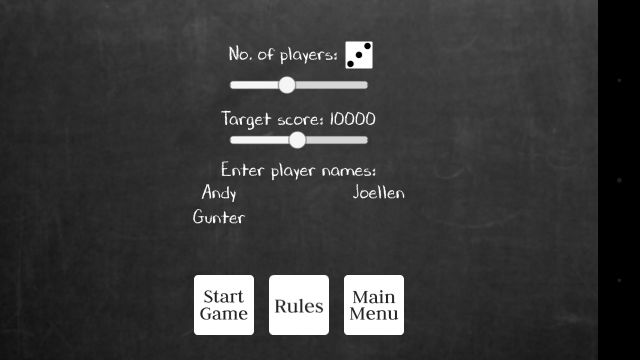 No. of players:
Target score: 10000
Enter player names:
Andy Joellen
Gunter
Start Game
Rules
Main Menu